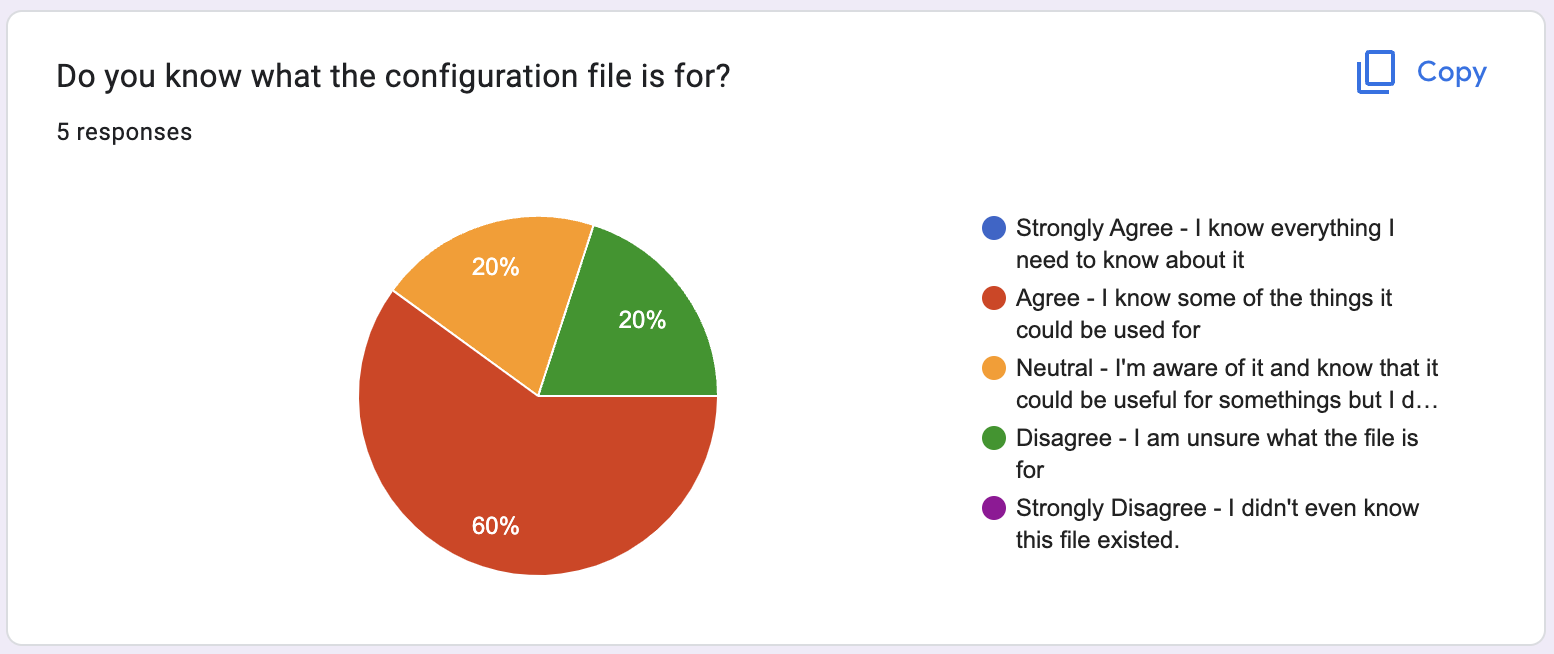 Do you know what the configuration file is for?
Copy
5 responses
20%
20%
60%
Strongly Agree - I know everything I
need to know about it
Agree - I know some of the things it
could be used for
Neutral - I'm aware of it and know that it
could be useful for somethings but I d...
Disagree - I am unsure what the file is
for
Strongly Disagree - I didn't even know
this file existed.